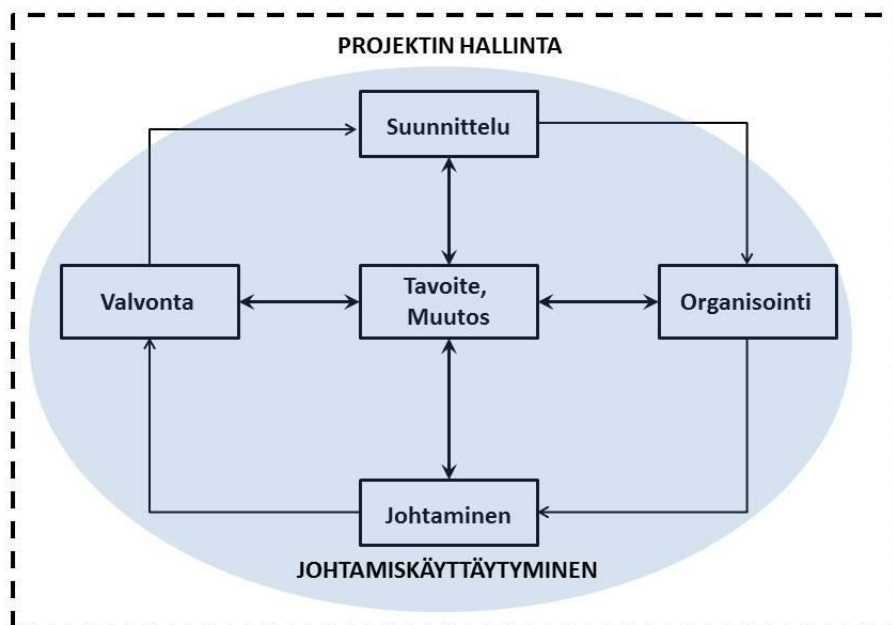 PROJEKTIN HALLINTA
Suunnittelu
Valvonta
Tavoite,
Muutos
Organisointi
Johtaminen
JOHTAMISKÄYTTÄYTYMINEN